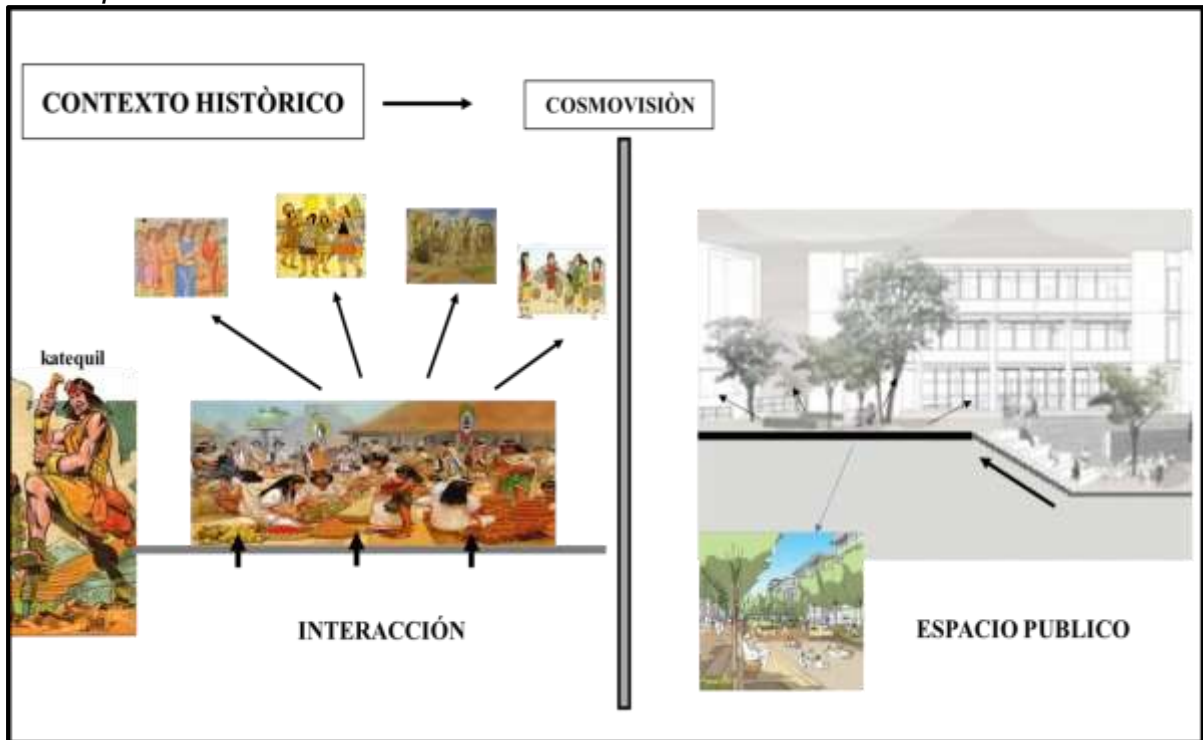 CONTEXTO HISTÒRICO
COSMOVISIÒN
katequil
INTERACCIÓN
ESPACIO PUBLICO